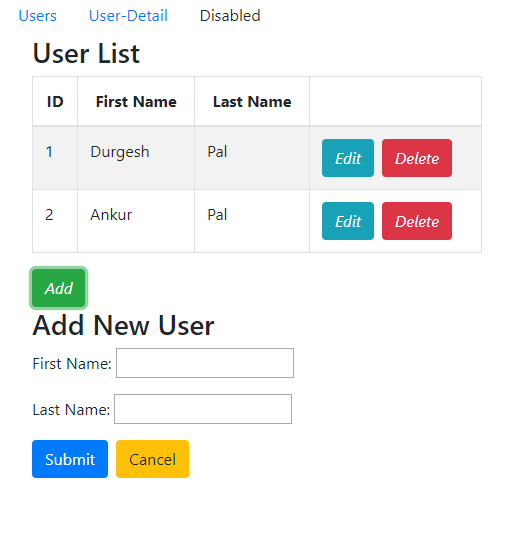 Users User-Detail Disabled
User List
ID First Name Last Name
1 Durgesh Pal Edit Delete
2 Ankur Pal Edit Delete
Add
Add New User
First Name:
Last Name:
Submit Cancel